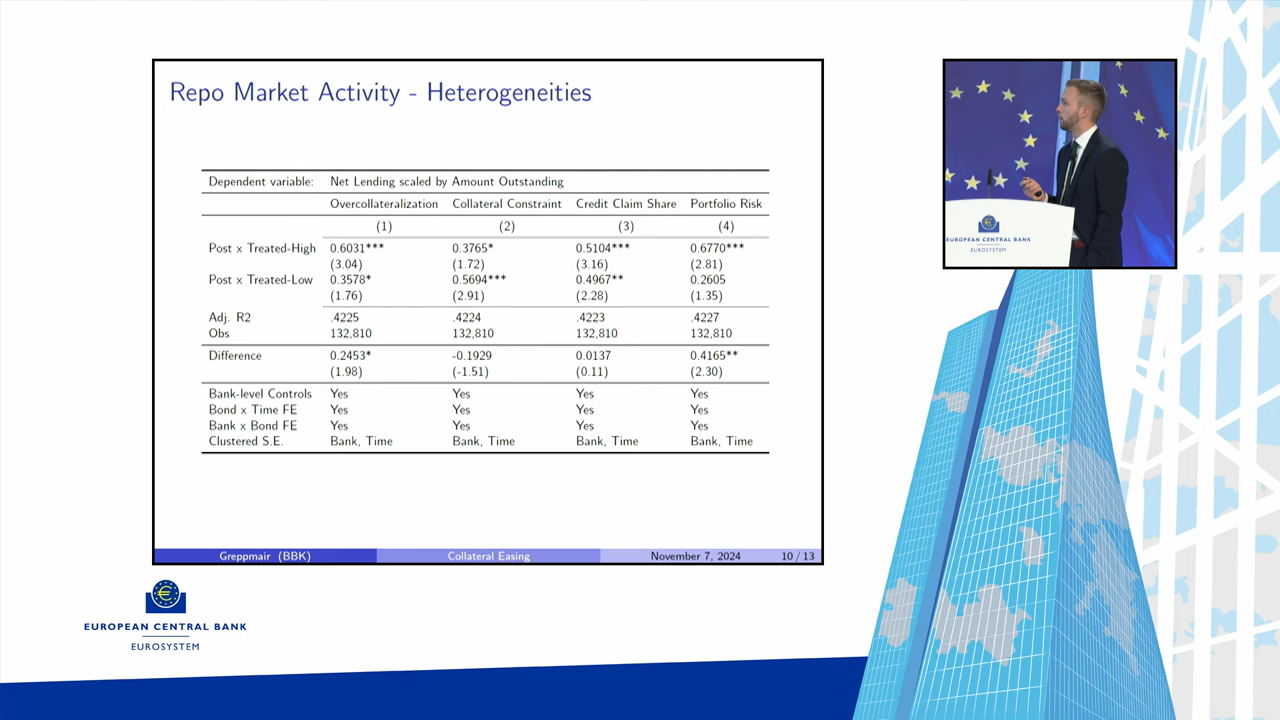 Repo Market Activity - Heterogeneities
Dependent variable: Net Lending scaled by Amount Outstanding
Overcollateralization Collateral Constraint Credit Claim Share Portfolio Risk
(1) (2) (3) (4)
Post x Treated-High 0.6031*** 0.3765* 0.5104*** 0.6770***
(3.04) (1.72) (3.16) (2.81)
Post x Treated-Low 0.3578* 0.5694*** 0.4967** 0.2605
(1.76) (2.91) (2.28) (1.35)
Adj. R2 .4225 .4224 .4223 .4227
Obs 132,810 132,810 132,810 132,810
Difference 0.2453* -0.1929 0.0137 0.4165**
(1.98) (-1.51) (0.11) (2.30)
Bank-level Controls Yes Yes Yes Yes
Bond x Time FE Yes Yes Yes Yes
Bank x Bond FE Yes Yes Yes Yes
Clustered S.E. Bank, Time Bank, Time Bank, Time Bank, Time
Greppmair (BBK) Collateral Easing November 7, 2024 10 / 13
EUROPEAN CENTRAL BANK
EUROSYSTEM
EUROPEAN CENTRAL BANK
EUROSYSTEM